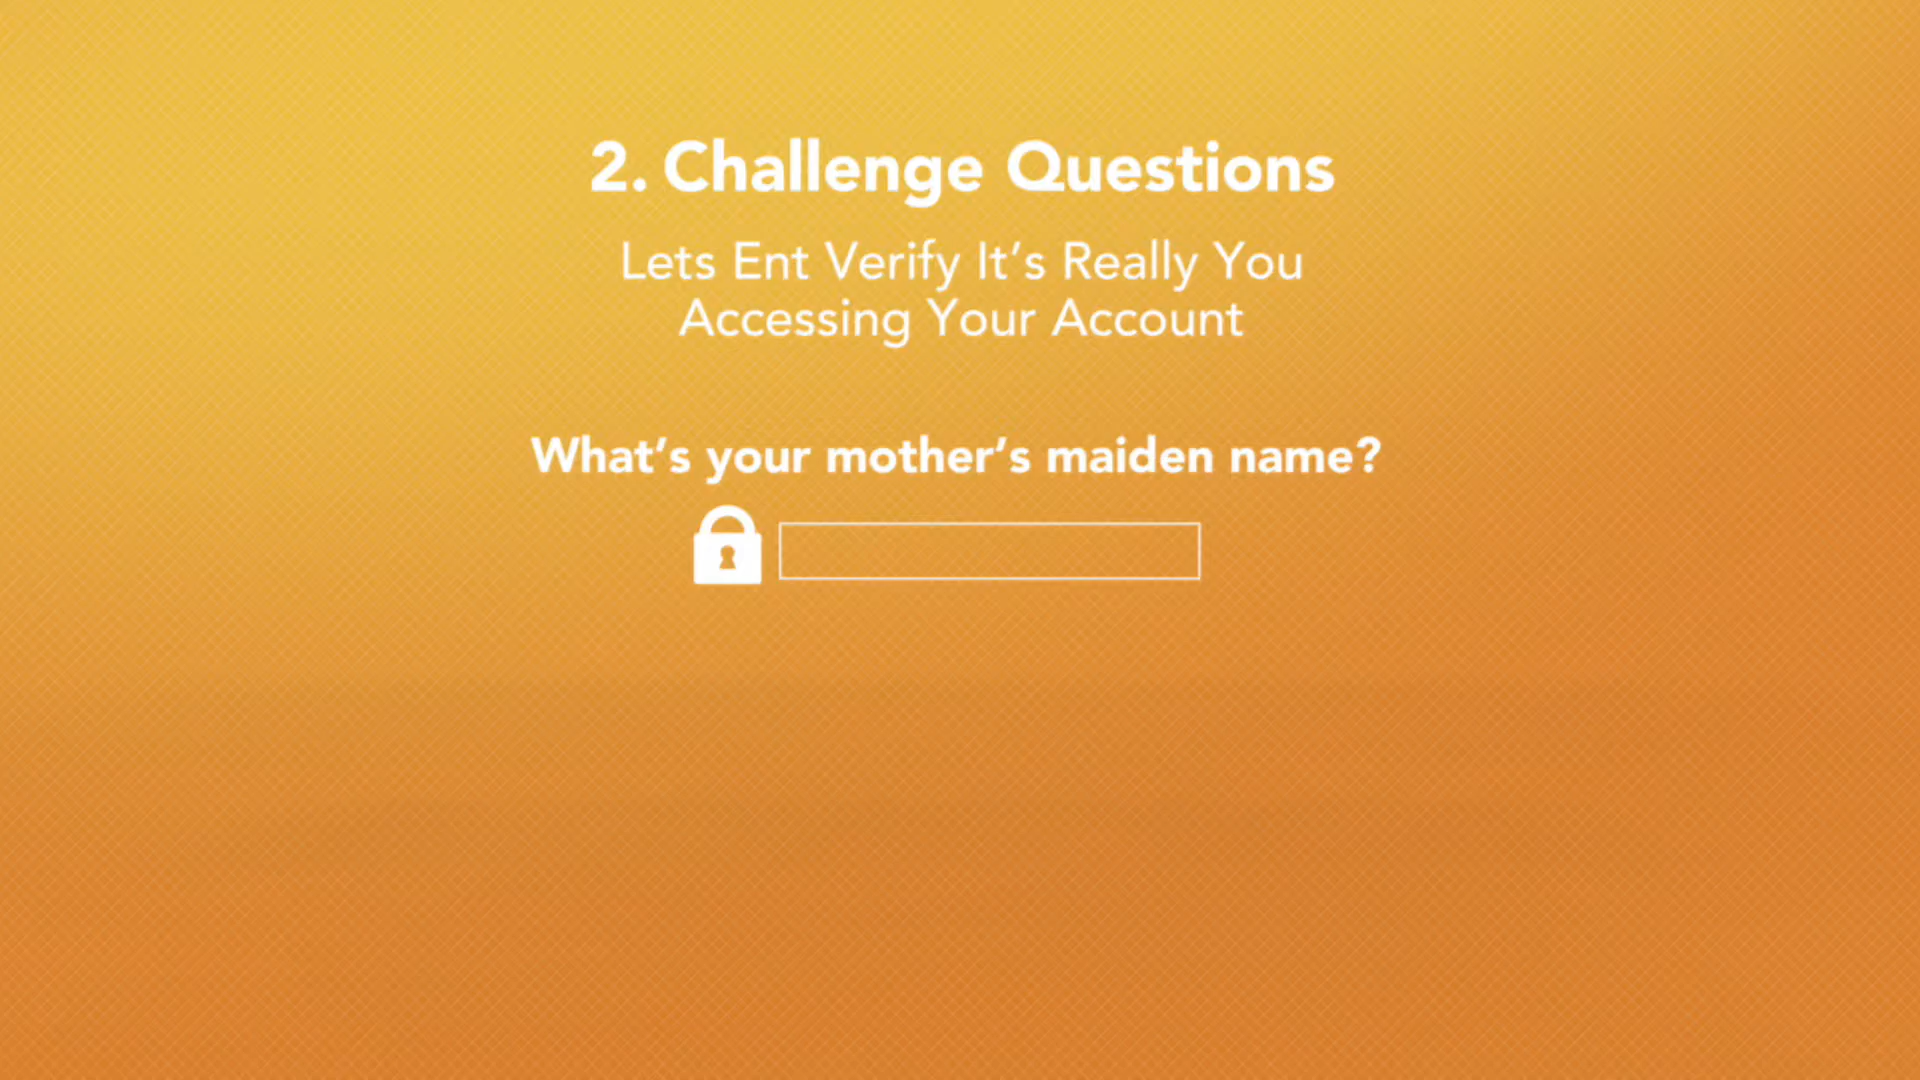 2. Challenge Questions
Lets Ent Verify It’s Really You
Accessing Your Account
What’s your mother’s maiden name?